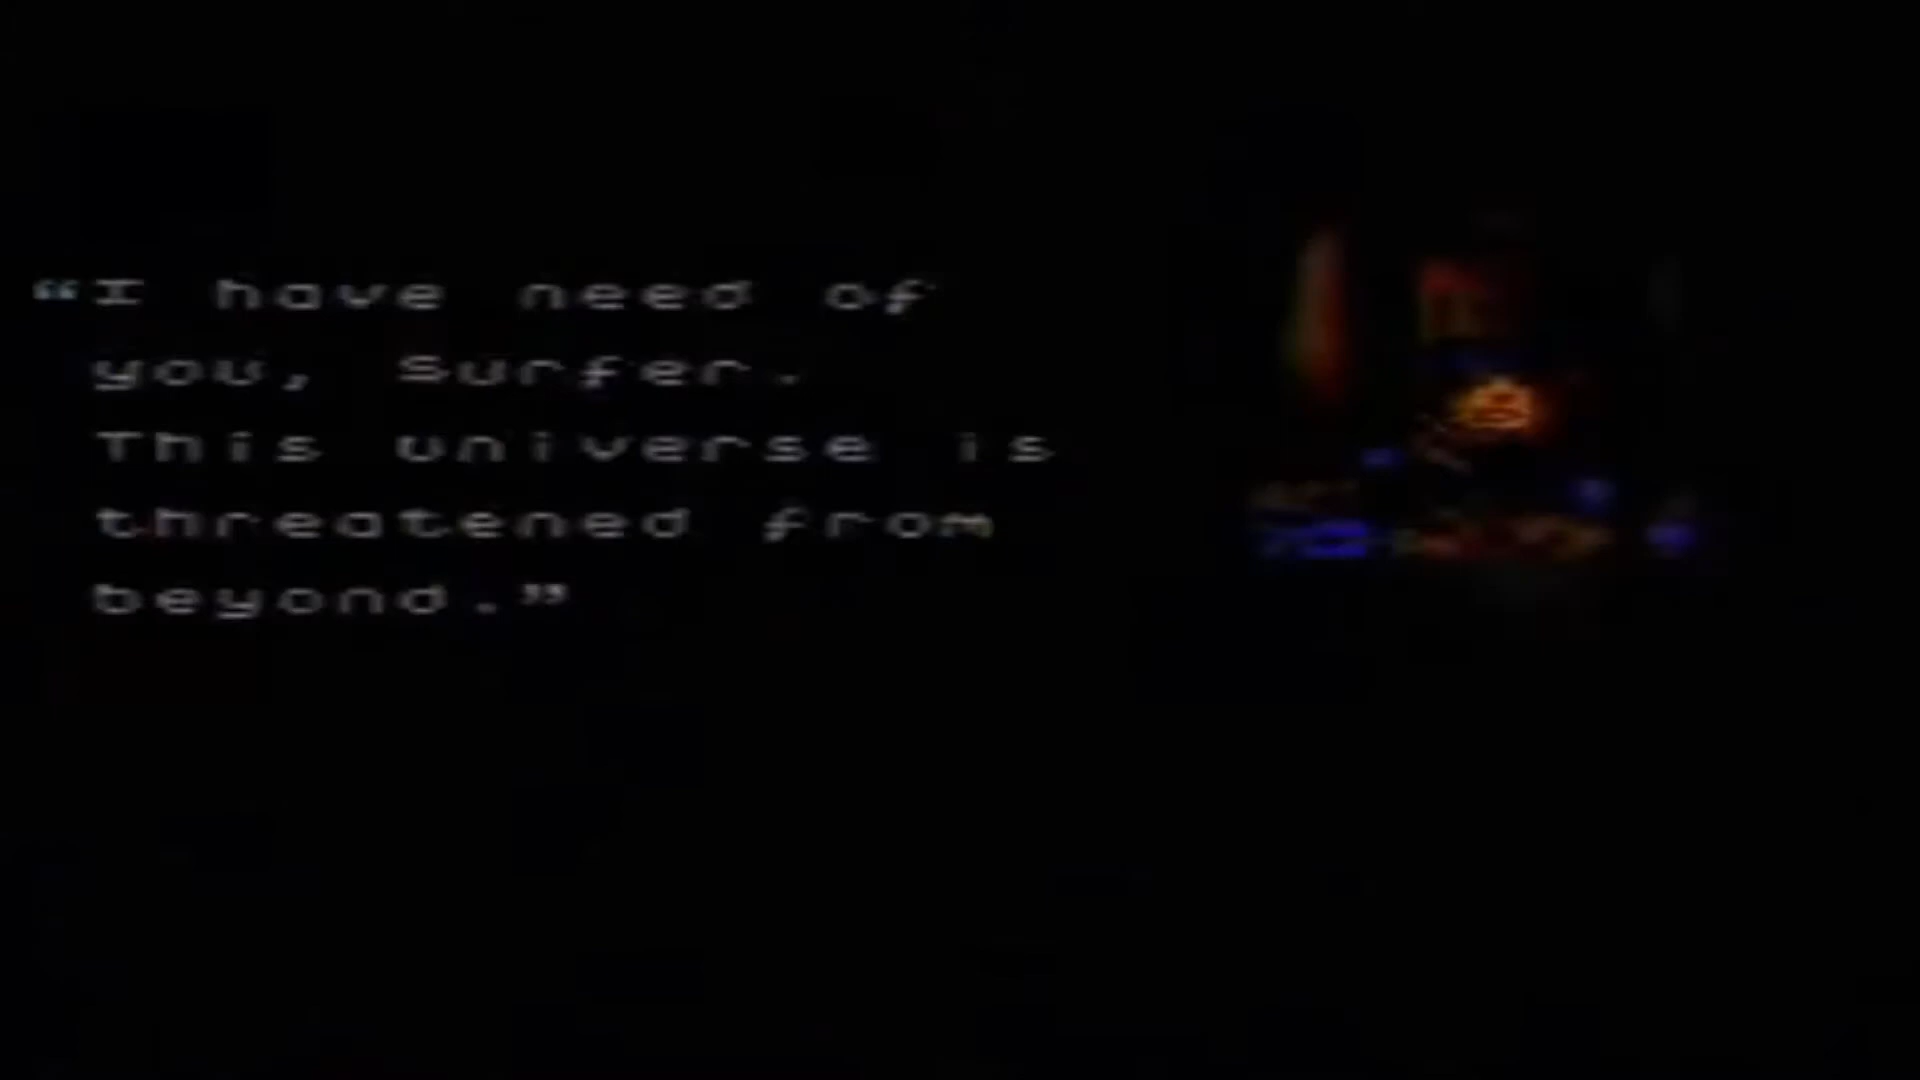 “I have need of
you, Surfer.
This universe is
threatened from
beyond.”